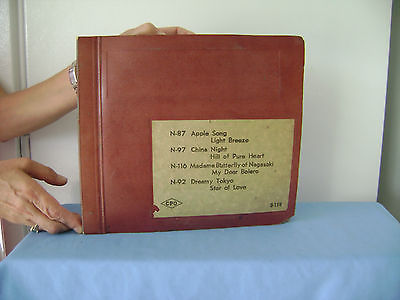 N-87 Apple Song
Light Breeze
N-97 China Night
Hill of Pure Heart
N-116 Madame Butterfly of Nagasaki
My Dear Bolero
N-92 Dreamy Tokyo
Star of Love
CPO